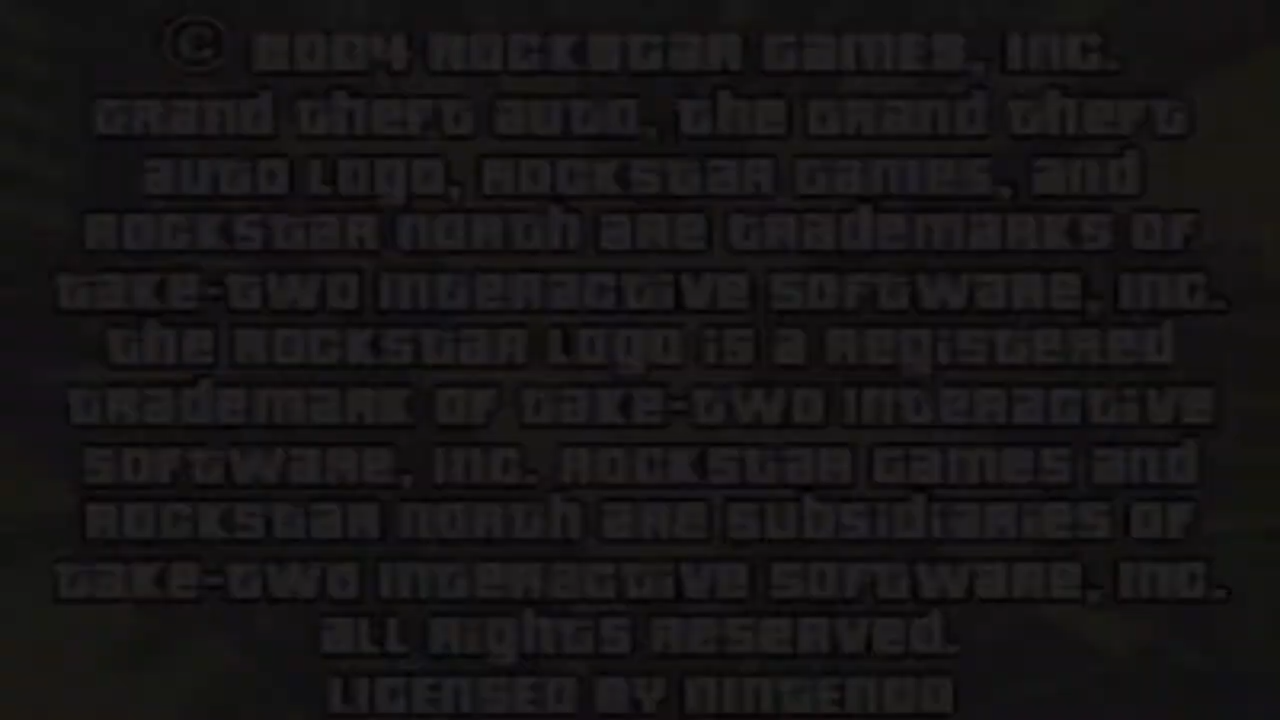 © 2004 Rockstar Games, Inc.
Grand Theft Auto, the Grand Theft
Auto Logo, Rockstar Games, and
Rockstar North are trademarks of
Take-Two Interactive Software, Inc.
The Rockstar Logo is a registered
trademark of Take-Two Interactive
Software, Inc. Rockstar Games and
Rockstar North are subsidiaries of
Take-Two Interactive Software, Inc.
All Rights Reserved.
LICENSED BY NINTENDO